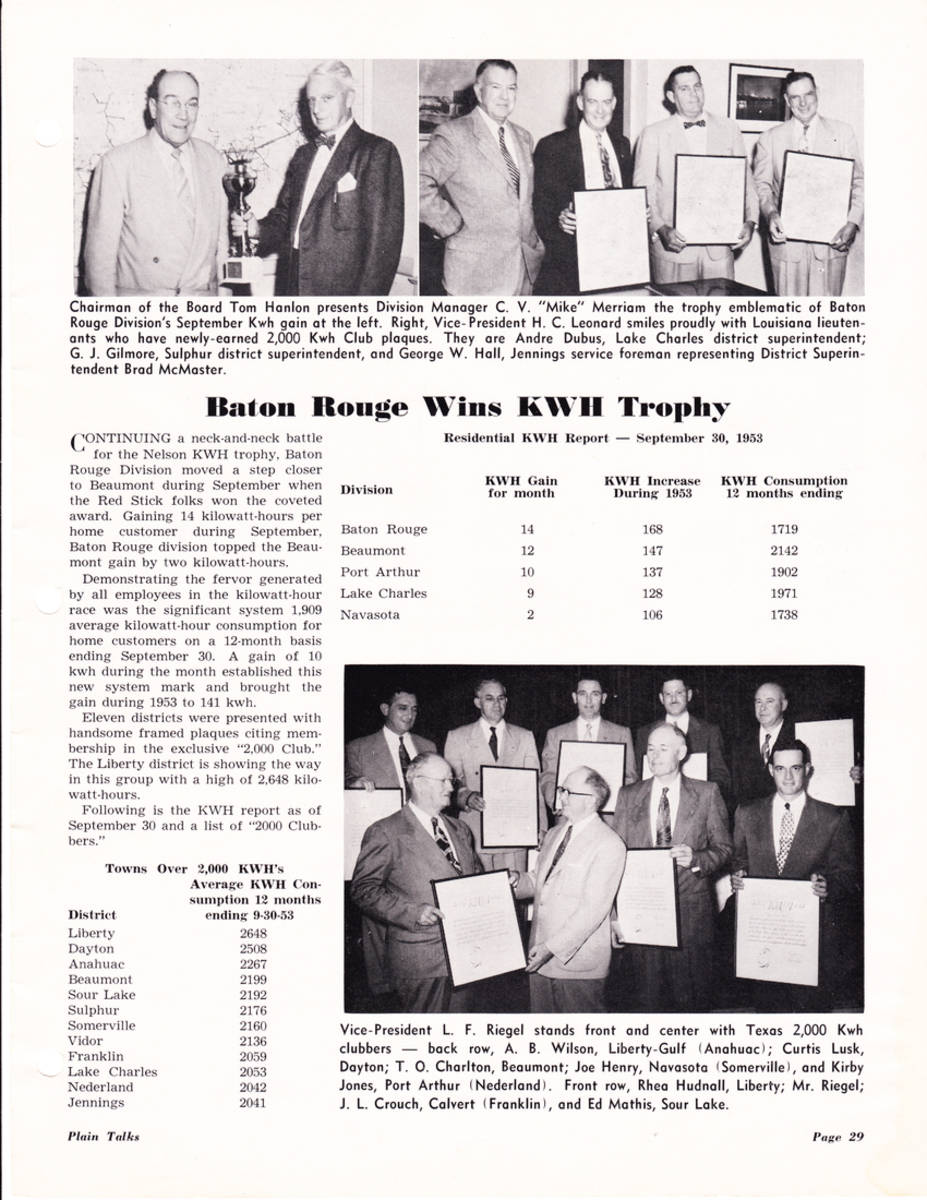 Chairman of the Board Tom Hanlon presents Division Manager C. V. "Mike" Merriam the trophy emblematic of Baton
Rouge Division's September Kwh gain at the left. Right, Vice-President H. C. Leonard smiles proudly with Louisiana lieuten-
ants who have newly-earned 2,000 Kwh Club plaques. They are Andre Dubus, Lake Charles district superintendent;
G. J. Gilmore, Sulphur district superintendent, and George W. Hall, Jennings service foreman representing District Superin-
tendent Brad McMaster.
Baton Rouge Wins KWH Trophy
CONTINUING a neck-and-neck battle
for the Nelson KWH trophy, Baton
Rouge Division moved a step closer
to Beaumont during September when
the Red Stick folks won the coveted
award. Gaining 14 kilowatt-hours per
home customer during September,
Baton Rouge division topped the Beau-
mont gain by two kilowatt-hours.
Demonstrating the fervor generated
by all employees in the kilowatt-hour
race was the significant system 1,909
average kilowatt-hour consumption for
home customers on a 12-month basis
ending September 30. A gain of 10
kwh during the month established this
new system mark and brought the
gain during 1953 to 141 kwh.
Eleven districts were presented with
handsome framed plaques citing mem-
bership in the exclusive "2,000 Club."
The Liberty district is showing the way
in this group with a high of 2,648 kilo-
watt-hours.
Following is the KWH report as of
September 30 and a list of "2000 Club-
bers."
Towns Over 2,000 KWH's
Average KWH Con-
sumption 12 months
District ending 9-30-53
Liberty 2648
Dayton 2508
Anahuac 2267
Beaumont 2199
Sour Lake 2192
Sulphur 2176
Somerville 2160
Vidor 2136
Franklin 2059
Lake Charles 2053
Nederland 2042
Jennings 2041
Residential KWH Report — September 30, 1953
Division KWH Gain for month KWH Increase During 1953 KWH Consumption 12 months ending
Baton Rouge 14 168 1719
Beaumont 12 147 2142
Port Arthur 10 137 1902
Lake Charles 9 128 1971
Navasota 2 106 1738
Vice-President L. F. Riegel stands front and center with Texas 2,000 Kwh
clubbers — back row, A. B. Wilson, Liberty-Gulf (Anahuac); Curtis Lusk,
Dayton; T. O. Charlton, Beaumont; Joe Henry, Navasota (Somerville), and Kirby
Jones, Port Arthur (Nederland). Front row, Rhea Hudnall, Liberty; Mr. Riegel;
J. L. Crouch, Calvert (Franklin), and Ed Mathis, Sour Lake.
Plain Talks
Page 29